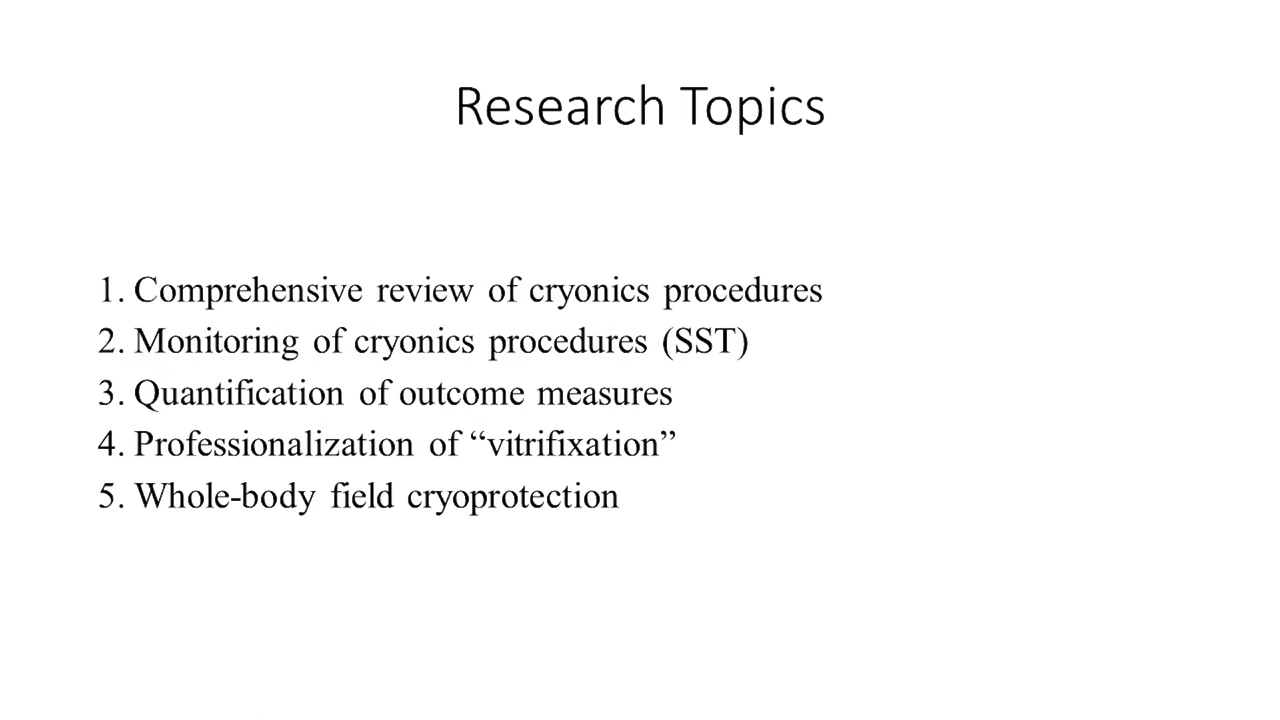 Research Topics
1. Comprehensive review of cryonics procedures
2. Monitoring of cryonics procedures (SST)
3. Quantification of outcome measures
4. Professionalization of “vitrifixation”
5. Whole-body field cryoprotection